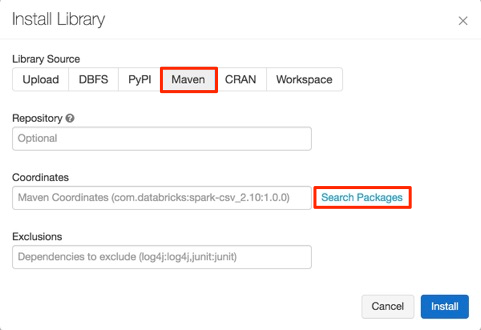 Install Library
×
Library Source
Upload DBFS PyPI Maven CRAN Workspace
Repository ?
Optional
Coordinates
Maven Coordinates (com.databricks:spark-csv_2.10:1.0.0) Search Packages
Exclusions
Dependencies to exclude (log4j:log4j,junit:junit)
Cancel Install